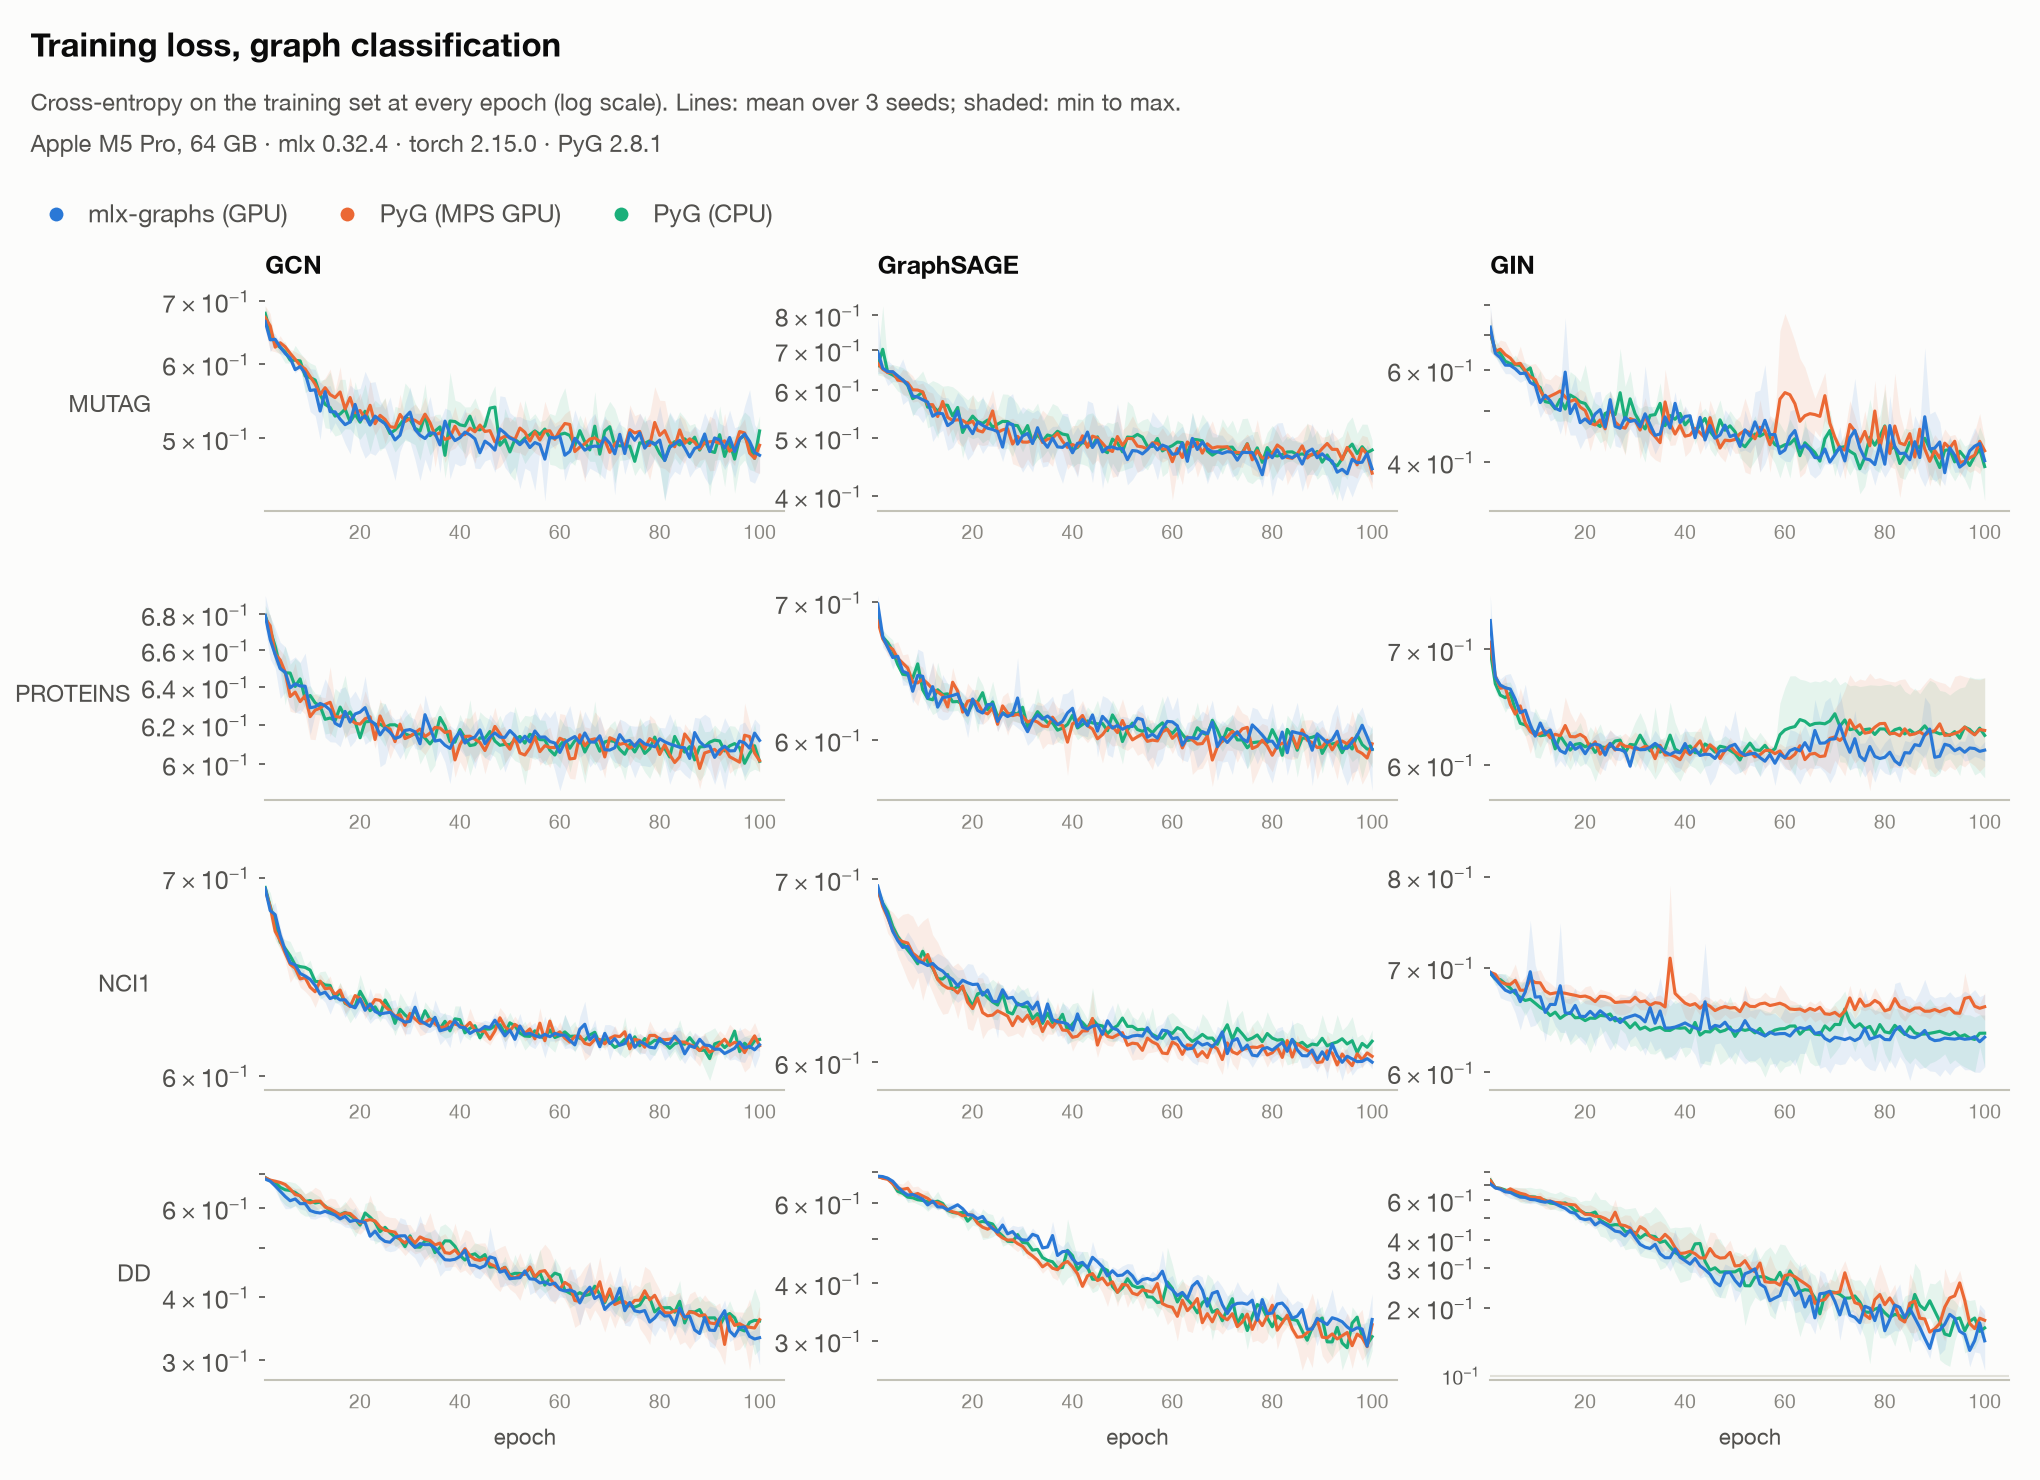 Training loss, graph classification
Cross-entropy on the training set at every epoch (log scale). Lines: mean over 3 seeds; shaded: min to max.
Apple M5 Pro, 64 GB · mlx 0.32.4 · torch 2.15.0 · PyG 2.8.1
mlx-graphs (GPU) PyG (MPS GPU) PyG (CPU)
GCN GraphSAGE GIN
MUTAG
7 × 10⁻¹
6 × 10⁻¹
5 × 10⁻¹
20 40 60 80 100
8 × 10⁻¹
7 × 10⁻¹
6 × 10⁻¹
5 × 10⁻¹
4 × 10⁻¹
20 40 60 80 100
6 × 10⁻¹
4 × 10⁻¹
20 40 60 80 100
PROTEINS
6.8 × 10⁻¹
6.6 × 10⁻¹
6.4 × 10⁻¹
6.2 × 10⁻¹
6 × 10⁻¹
20 40 60 80 100
7 × 10⁻¹
6 × 10⁻¹
20 40 60 80 100
7 × 10⁻¹
6 × 10⁻¹
20 40 60 80 100
NCI1
7 × 10⁻¹
6 × 10⁻¹
20 40 60 80 100
7 × 10⁻¹
6 × 10⁻¹
20 40 60 80 100
8 × 10⁻¹
7 × 10⁻¹
6 × 10⁻¹
20 40 60 80 100
DD
6 × 10⁻¹
4 × 10⁻¹
3 × 10⁻¹
20 40 60 80 100
epoch
6 × 10⁻¹
4 × 10⁻¹
3 × 10⁻¹
20 40 60 80 100
epoch
6 × 10⁻¹
4 × 10⁻¹
3 × 10⁻¹
2 × 10⁻¹
10⁻¹
20 40 60 80 100
epoch